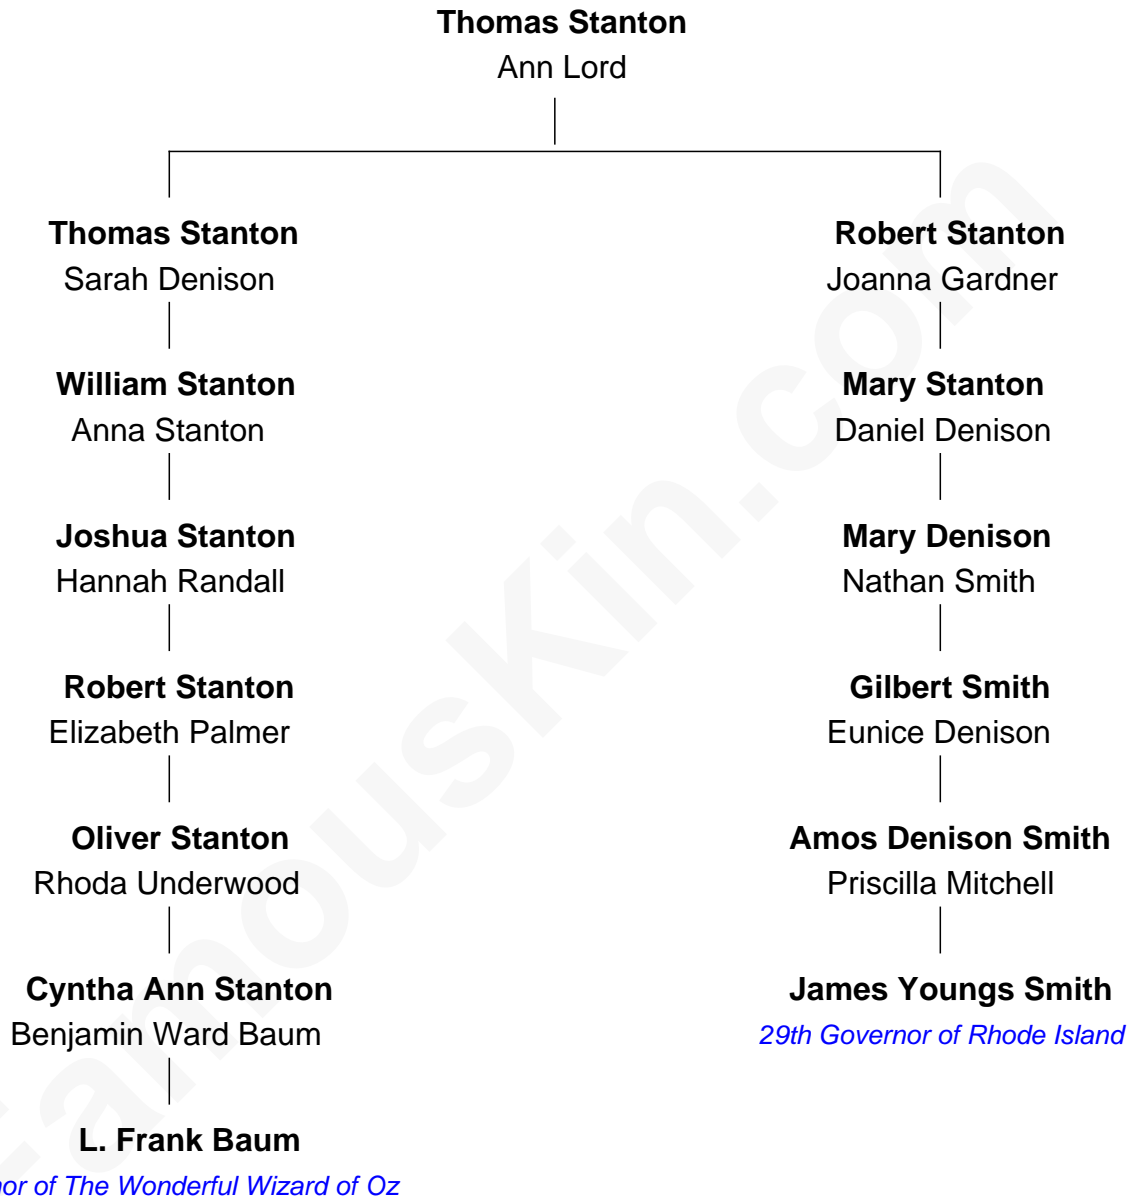 Thomas Stanton
Ann Lord
Thomas Stanton
Sarah Denison
Robert Stanton
Joanna Gardner
William Stanton
Anna Stanton
Mary Stanton
Daniel Denison
Joshua Stanton
Hannah Randall
Mary Denison
Nathan Smith
Robert Stanton
Elizabeth Palmer
Gilbert Smith
Eunice Denison
Oliver Stanton
Rhoda Underwood
Amos Denison Smith
Priscilla Mitchell
Cyntha Ann Stanton
Benjamin Ward Baum
James Youngs Smith
29th Governor of Rhode Island
L. Frank Baum
of The Wonderful Wizard of Oz
FamousKin.com